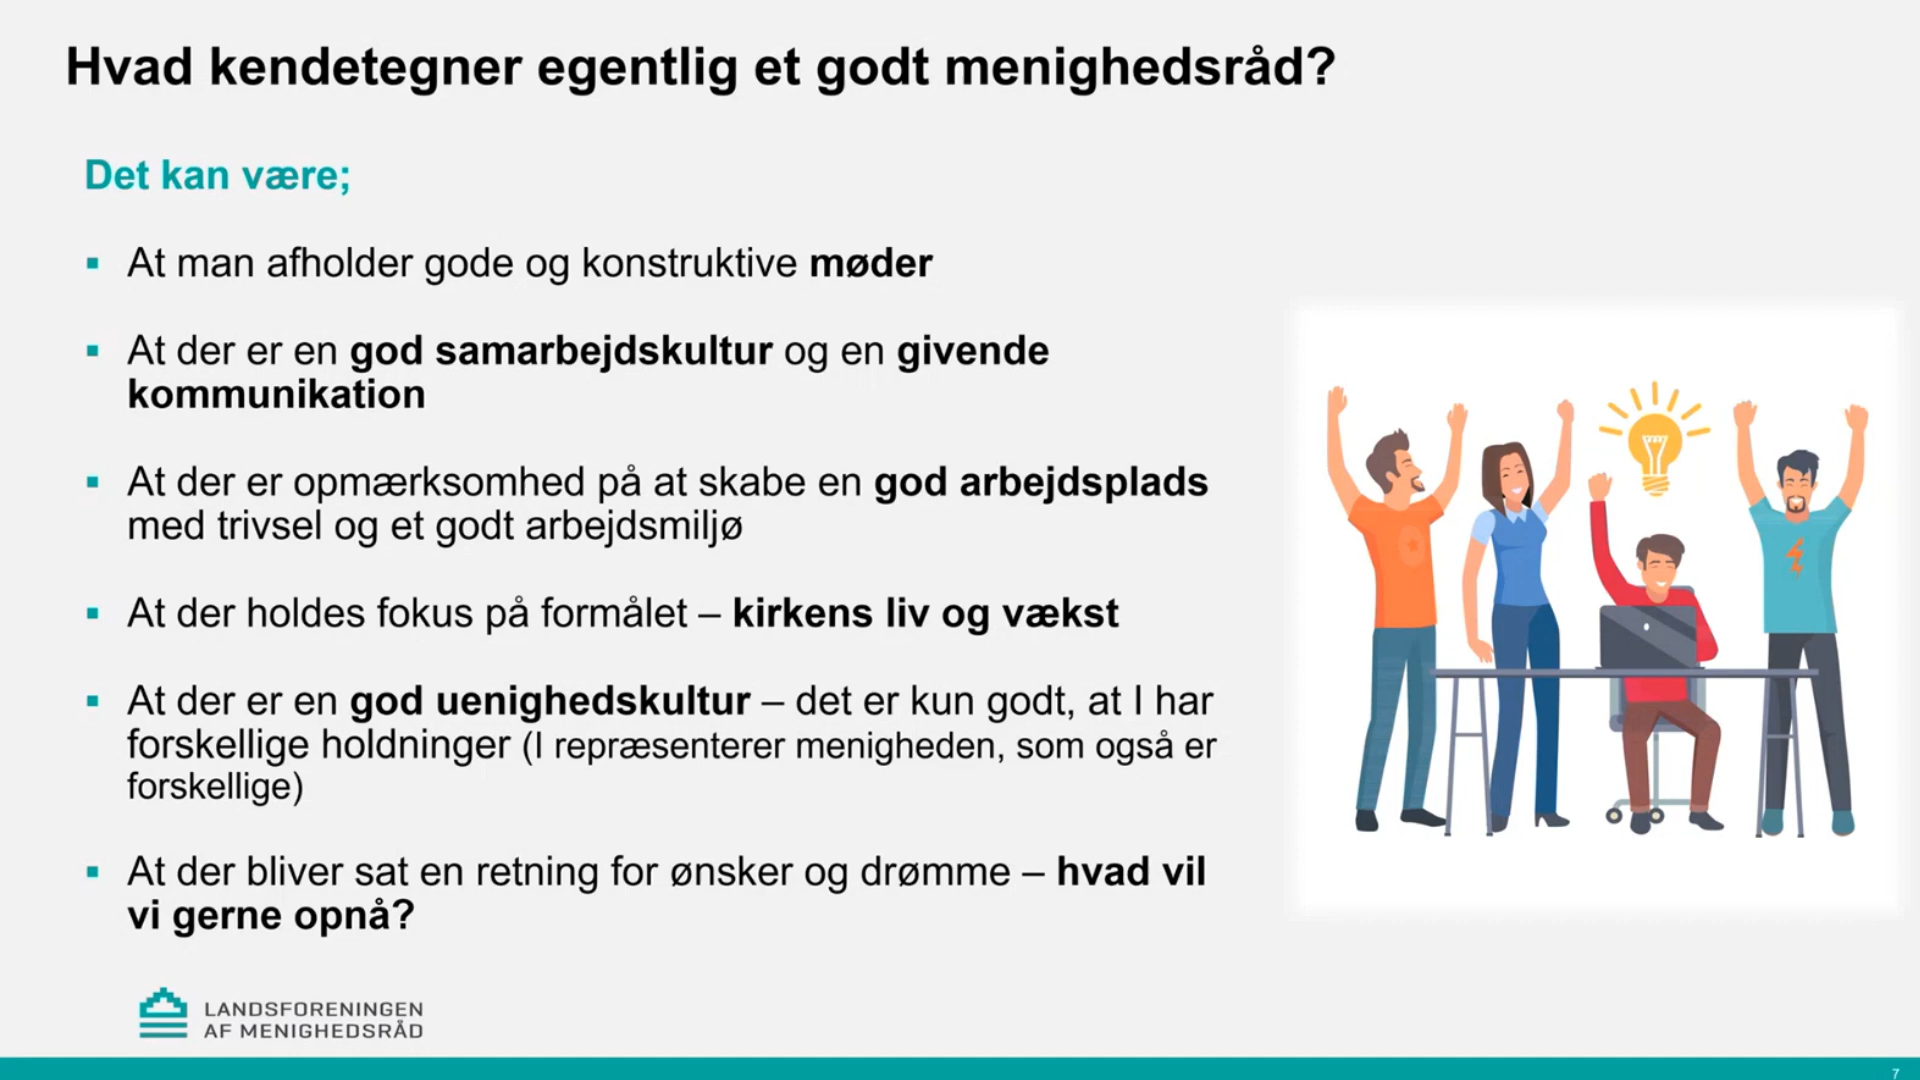 Hvad kendetegner egentlig et godt menighedsråd?
Det kan være;
▪ At man afholder gode og konstruktive møder
▪ At der er en god samarbejdskultur og en givende
kommunikation
▪ At der er opmærksomhed på at skabe en god arbejdsplads
med trivsel og et godt arbejdsmiljø
▪ At der holdes fokus på formålet – kirkens liv og vækst
▪ At der er en god uenighedskultur – det er kun godt, at I har
forskellige holdninger (I repræsenterer menigheden, som også er
forskellige)
▪ At der bliver sat en retning for ønsker og drømme – hvad vil
vi gerne opnå?
LANDSFORENINGEN
AF MENIGHEDSRÅD
7